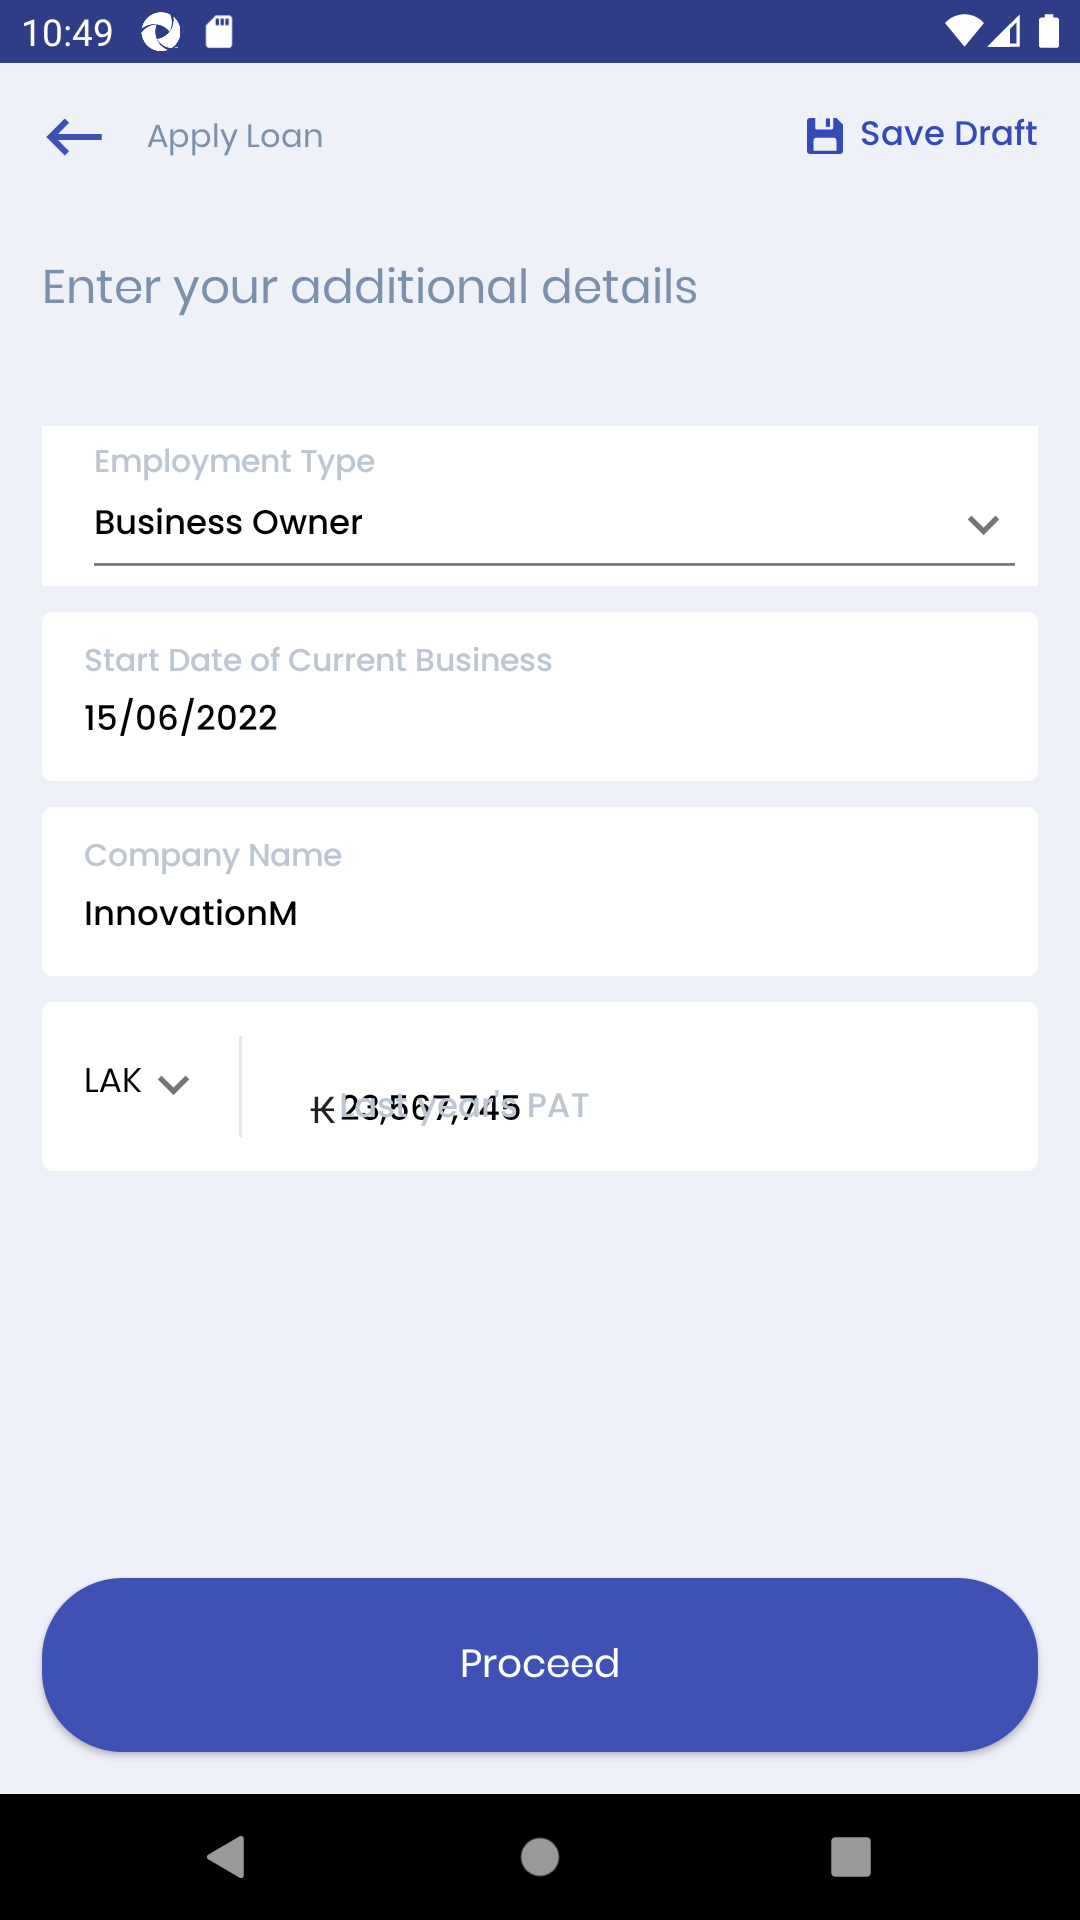 10:49
Apply Loan
Save Draft
Enter your additional details
Employment Type
Business Owner
Start Date of Current Business
15/06/2022
Company Name
InnovationM
LAK
₭ 23,567,745
Last year's PAT
Proceed